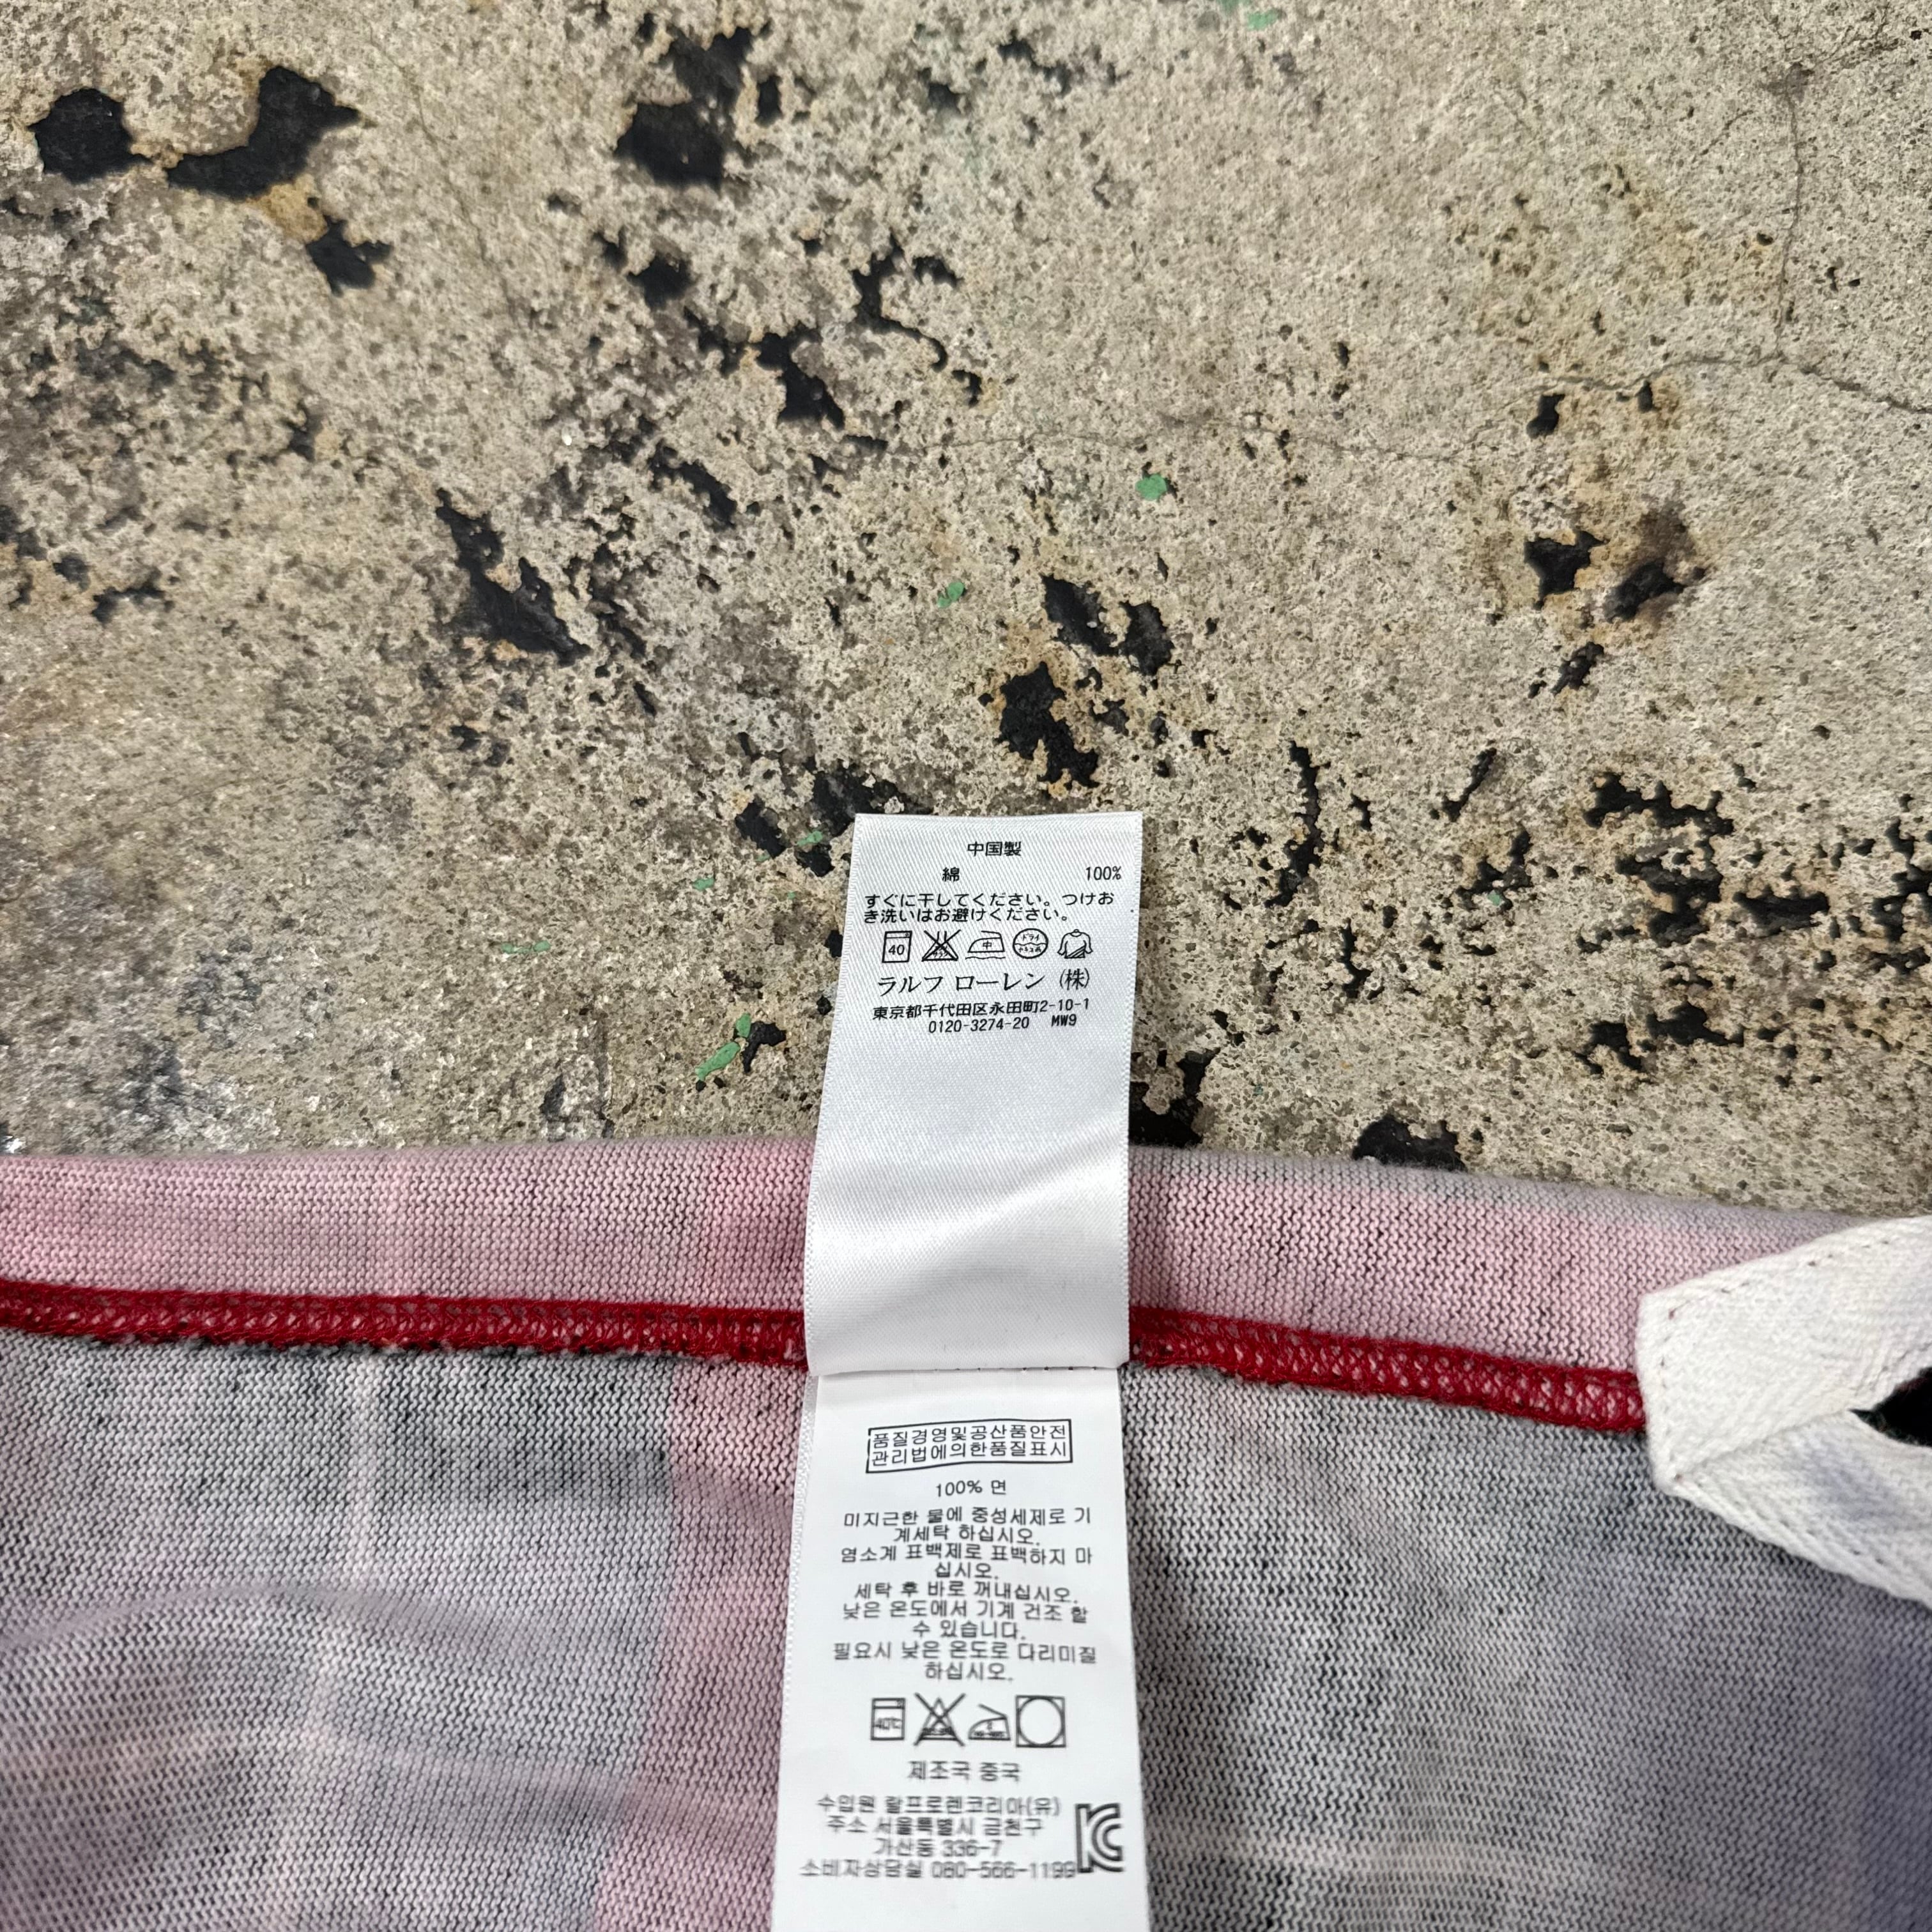 中国製
綿 100%
すぐに干してください。つけお
き洗いはお避けください。
40 中 ドライ
ラルフ ローレン (株)
東京都千代田区永田町2-10-1
0120-3274-20 MW9
품질경영및공산품안전
관리법에의한품질표시
100% 면
미지근한 물에 중성세제로 기
계세탁 하십시오.
염소계 표백제로 표백하지 마
십시오.
세탁 후 바로 꺼내십시오.
낮은 온도에서 기계 건조 할
수 있습니다.
필요시 낮은 온도로 다리미질
하십시오.
40℃
제조국 중국
수입원 랄프로렌코리아(유)
주소 서울특별시 금천구
가산동 336-7
소비자상담실 080-566-1199